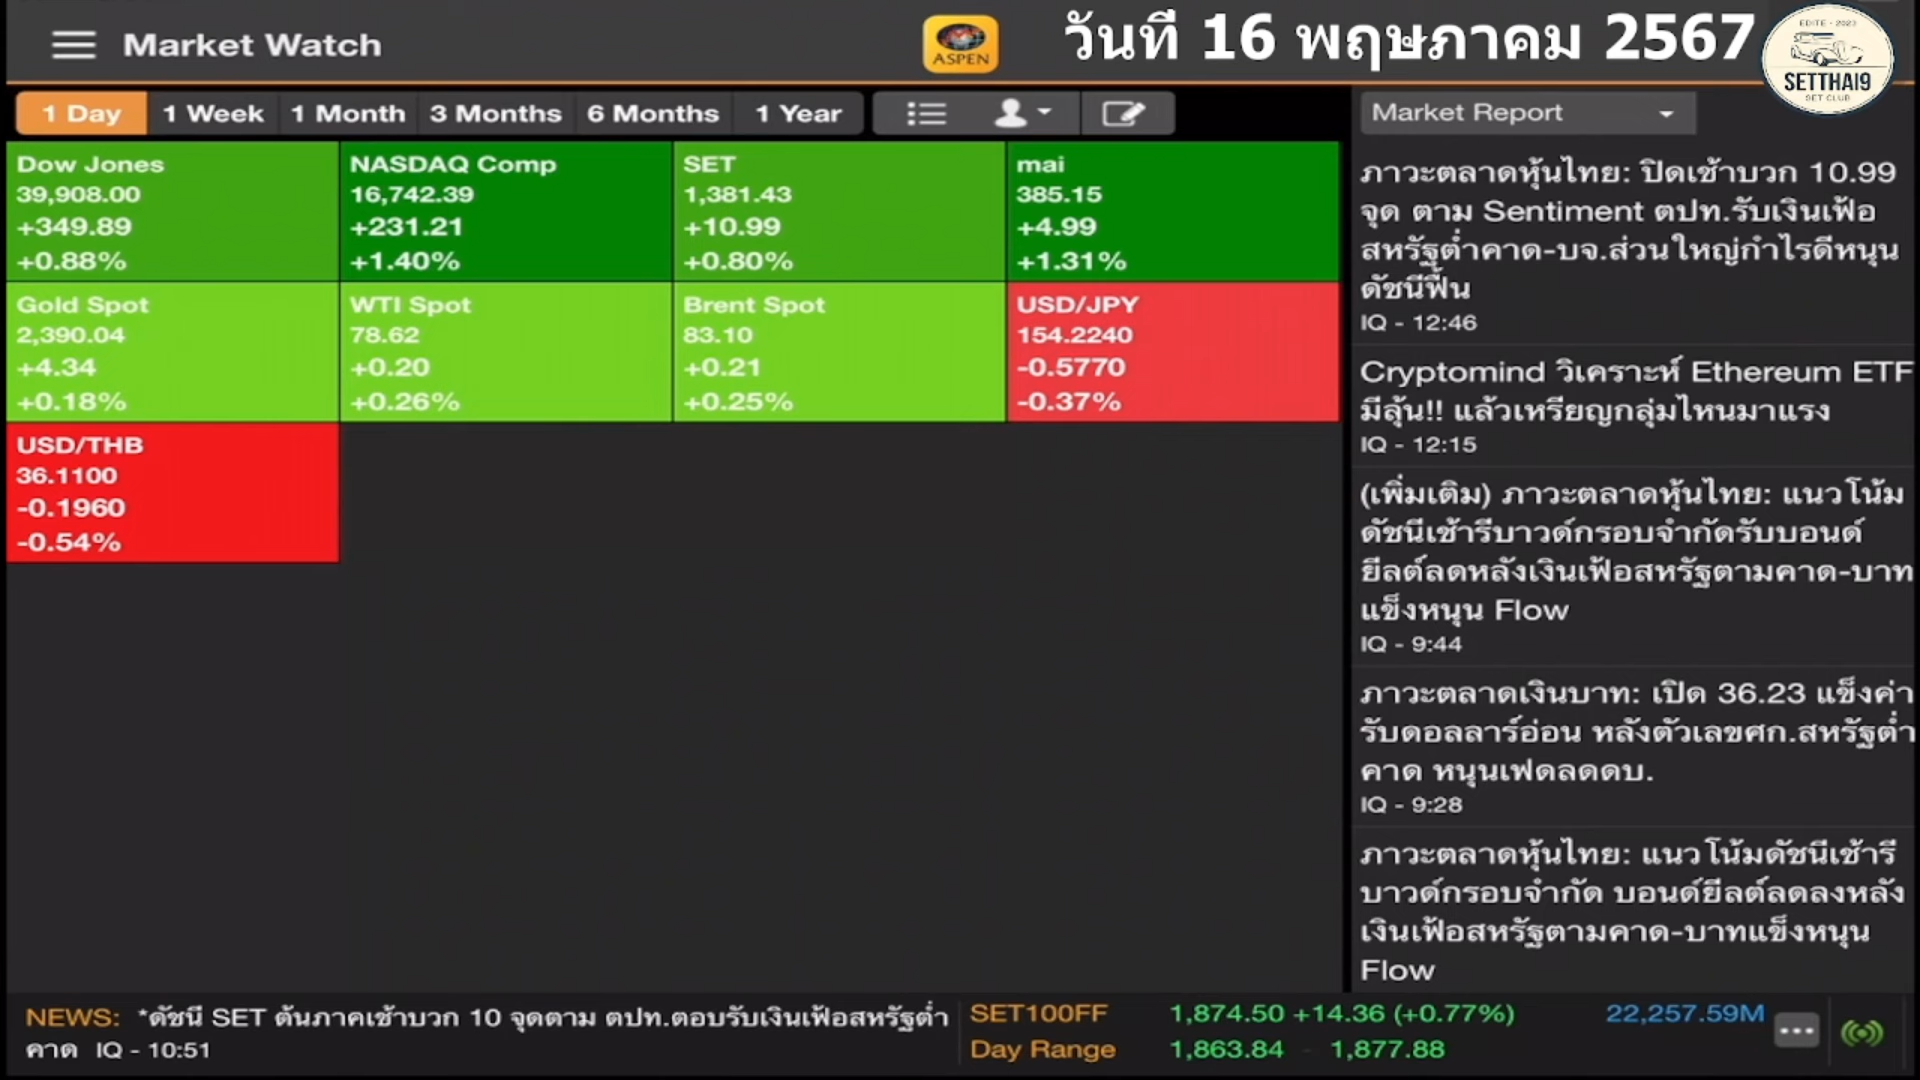 Market Watch
ASPEN
วันที่ 16 พฤษภาคม 2567
EDITE - 2023
SETTHAI9
SET CLUB
1 Day
1 Week
1 Month
3 Months
6 Months
1 Year
Market Report
Dow Jones
39,908.00
+349.89
+0.88%
NASDAQ Comp
16,742.39
+231.21
+1.40%
SET
1,381.43
+10.99
+0.80%
mai
385.15
+4.99
+1.31%
Gold Spot
2,390.04
+4.34
+0.18%
WTI Spot
78.62
+0.20
+0.26%
Brent Spot
83.10
+0.21
+0.25%
USD/JPY
154.2240
-0.5770
-0.37%
USD/THB
36.1100
-0.1960
-0.54%
ภาวะตลาดหุ้นไทย: ปิดเช้าบวก 10.99
จุด ตาม Sentiment ตปท.รับเงินเฟ้อ
สหรัฐต่ำคาด-บจ.ส่วนใหญ่กำไรดีหนุน
ดัชนีฟื้น
IQ - 12:46
Cryptomind วิเคราะห์ Ethereum ETF
มีลุ้น!! แล้วเหรียญกลุ่มไหนมาแรง
IQ - 12:15
(เพิ่มเติม) ภาวะตลาดหุ้นไทย: แนวโน้ม
ดัชนีเช้ารีบาวด์กรอบจำกัดรับบอนด์
ยีลต์ลดหลังเงินเฟ้อสหรัฐตามคาด-บาท
แข็งหนุน Flow
IQ - 9:44
ภาวะตลาดเงินบาท: เปิด 36.23 แข็งค่า
รับดอลลาร์อ่อน หลังตัวเลขศก.สหรัฐต่ำ
คาด หนุนเฟดลดดบ.
IQ - 9:28
ภาวะตลาดหุ้นไทย: แนวโน้มดัชนีเช้ารี
บาวด์กรอบจำกัด บอนด์ยีลต์ลดลงหลัง
เงินเฟ้อสหรัฐตามคาด-บาทแข็งหนุน
Flow
NEWS: *ดัชนี SET ต้นภาคเช้าบวก 10 จุดตาม ตปท.ตอบรับเงินเฟ้อสหรัฐต่ำ
คาด IQ - 10:51
SET100FF 1,874.50 +14.36 (+0.77%) 22,257.59M
Day Range 1,863.84 - 1,877.88